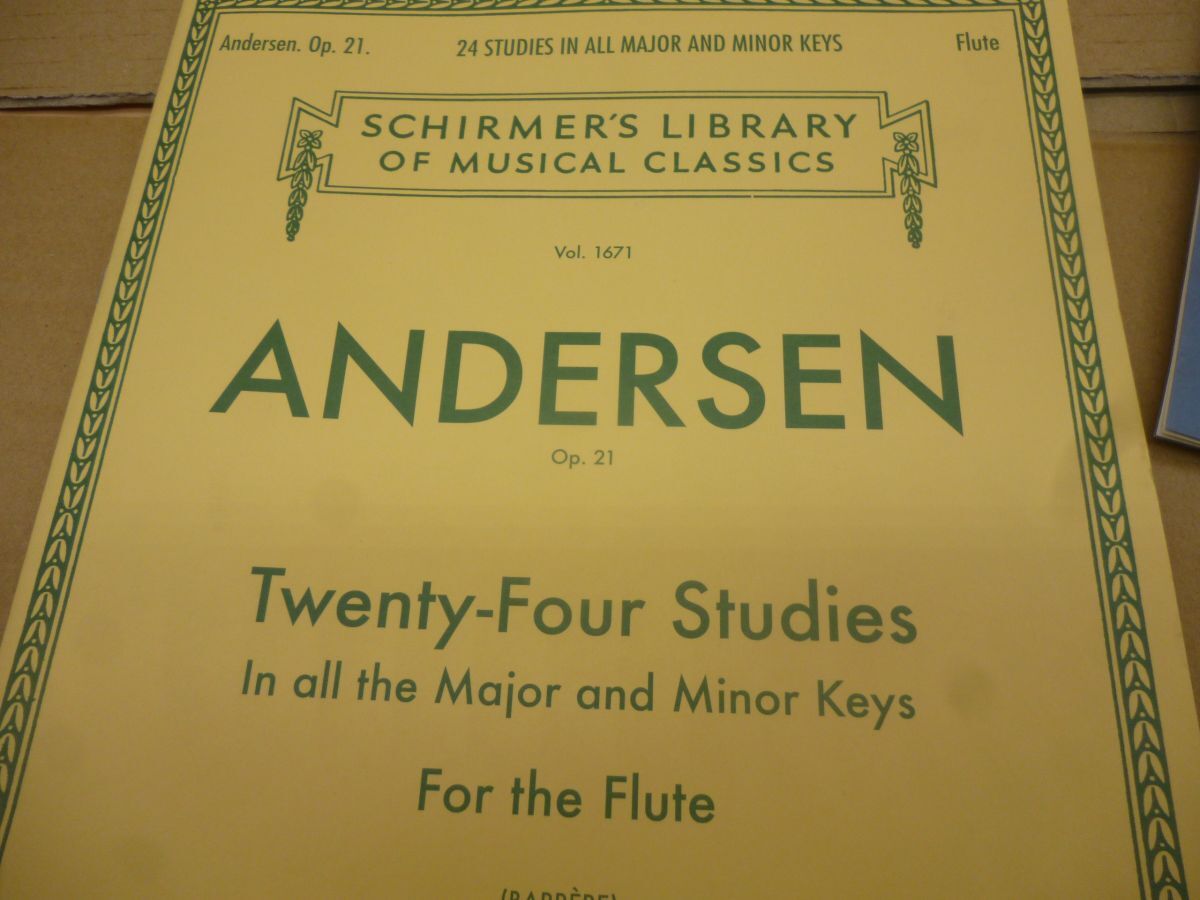 Andersen. Op. 21. 24 STUDIES IN ALL MAJOR AND MINOR KEYS Flute
SCHIRMER'S LIBRARY
OF MUSICAL CLASSICS
Vol. 1671
ANDERSEN
Op. 21
Twenty-Four Studies
In all the Major and Minor Keys
For the Flute
(BARRÈRE)